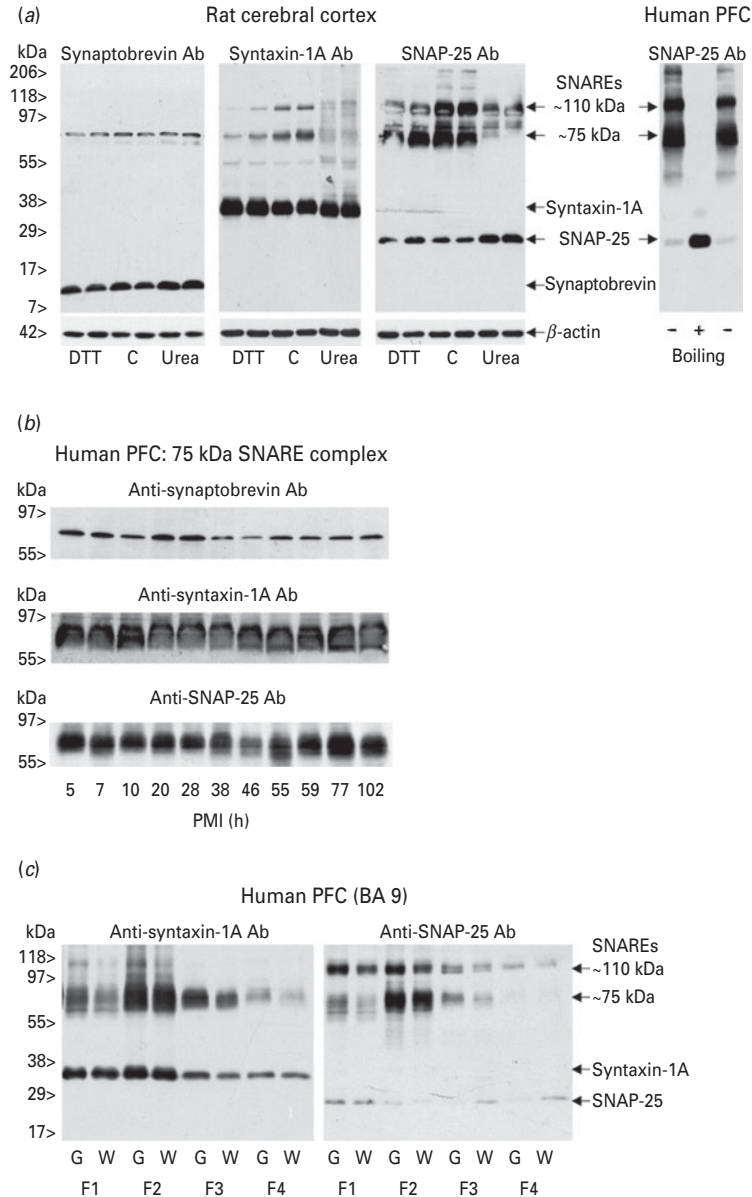 (a)
Rat cerebral cortex
Human PFC
kDa
Synaptobrevin Ab
Syntaxin-1A Ab
SNAP-25 Ab
SNAP-25 Ab
206>
118>
97>
55>
38>
29>
17>
7>
42>
SNAREs
~110 kDa
~75 kDa
Syntaxin-1A
SNAP-25
Synaptobrevin
β-actin
DTT C Urea
DTT C Urea
DTT C Urea
- + -
Boiling
(b)
Human PFC: 75 kDa SNARE complex
kDa
Anti-synaptobrevin Ab
97>
55>
kDa
Anti-syntaxin-1A Ab
97>
55>
kDa
Anti-SNAP-25 Ab
97>
55>
5 7 10 20 28 38 46 55 59 77 102
PMI (h)
(c)
Human PFC (BA 9)
kDa
Anti-syntaxin-1A Ab
Anti-SNAP-25 Ab
118>
97>
55>
38>
29>
17>
SNAREs
~110 kDa
~75 kDa
Syntaxin-1A
SNAP-25
G W G W G W G W
G W G W G W G W
F1 F2 F3 F4
F1 F2 F3 F4